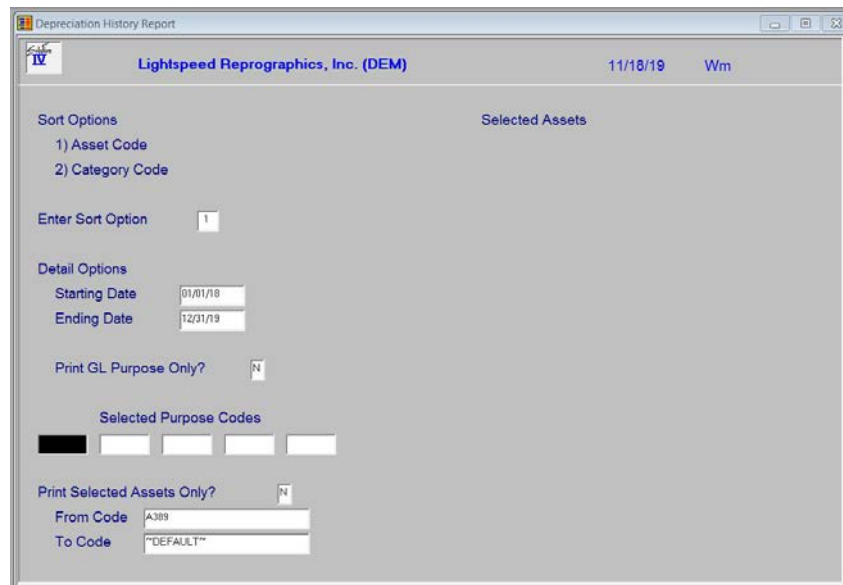 Depreciation History Report
IV
Lightspeed Reprographics, Inc. (DEM) 11/18/19 Wm
Sort Options Selected Assets
1) Asset Code
2) Category Code
Enter Sort Option 1
Detail Options
Starting Date 01/01/18
Ending Date 12/31/19
Print GL Purpose Only? N
Selected Purpose Codes
Print Selected Assets Only? N
From Code A389
To Code ~DEFAULT~